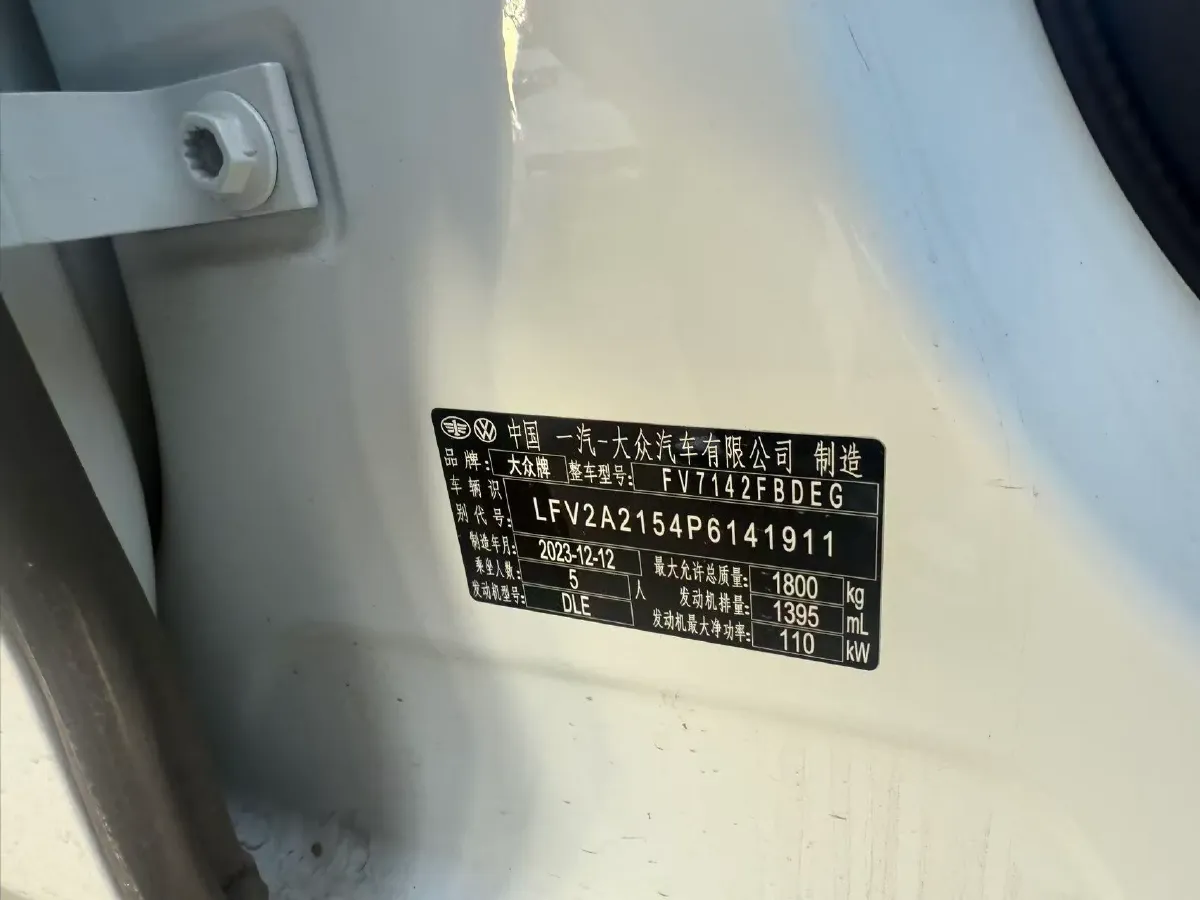 中国 一汽-大众汽车有限公司 制造
品牌: 大众牌 整车型号: FV7142FBDEG
车辆识别代号: LFV2A2154P6141911
制造年月: 2023-12-12 最大允许总质量: 1800 kg
乘坐人数: 5 人 发动机排量: 1395 mL
发动机型号: DLE 发动机最大净功率: 110 kW